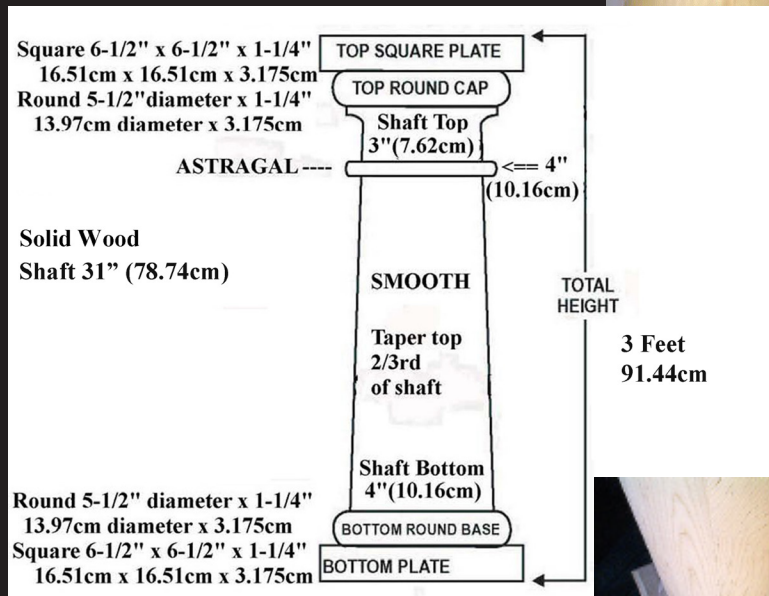 Square 6-1/2" x 6-1/2" x 1-1/4"
16.51cm x 16.51cm x 3.175cm
TOP SQUARE PLATE
Round 5-1/2"diameter x 1-1/4"
13.97cm diameter x 3.175cm
TOP ROUND CAP
Shaft Top
3"(7.62cm)
ASTRAGAL ----
<== 4"
(10.16cm)
Solid Wood
Shaft 31” (78.74cm)
SMOOTH
Taper top
2/3rd
of shaft
TOTAL
HEIGHT
3 Feet
91.44cm
Shaft Bottom
4"(10.16cm)
Round 5-1/2" diameter x 1-1/4"
13.97cm diameter x 3.175cm
BOTTOM ROUND BASE
Square 6-1/2" x 6-1/2" x 1-1/4"
16.51cm x 16.51cm x 3.175cm
BOTTOM PLATE